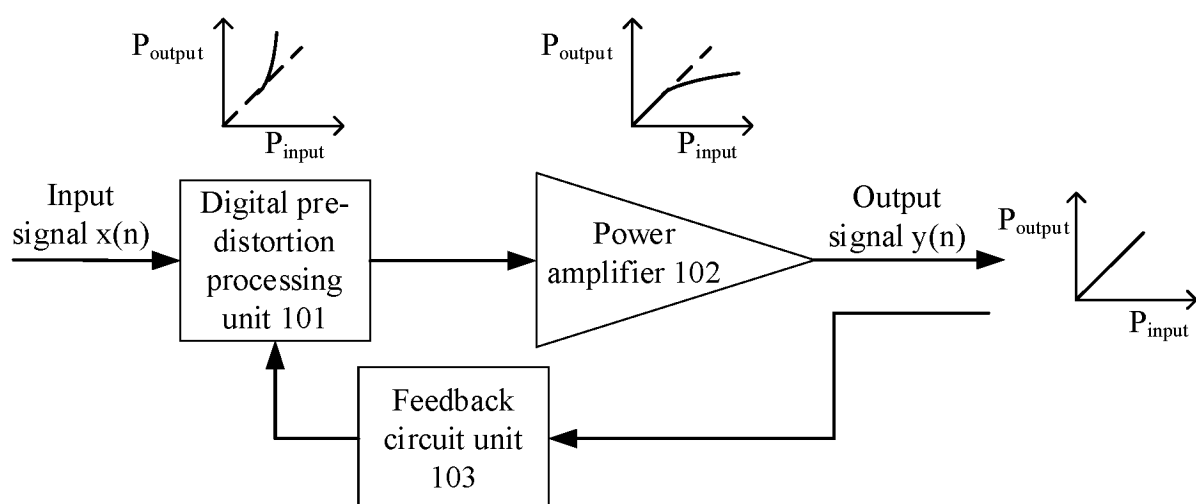 P_output
P_input
P_output
P_input
Input
signal x(n)
Digital pre-
distortion
processing
unit 101
Power
amplifier 102
Output
signal y(n)
P_output
P_input
Feedback
circuit unit
103